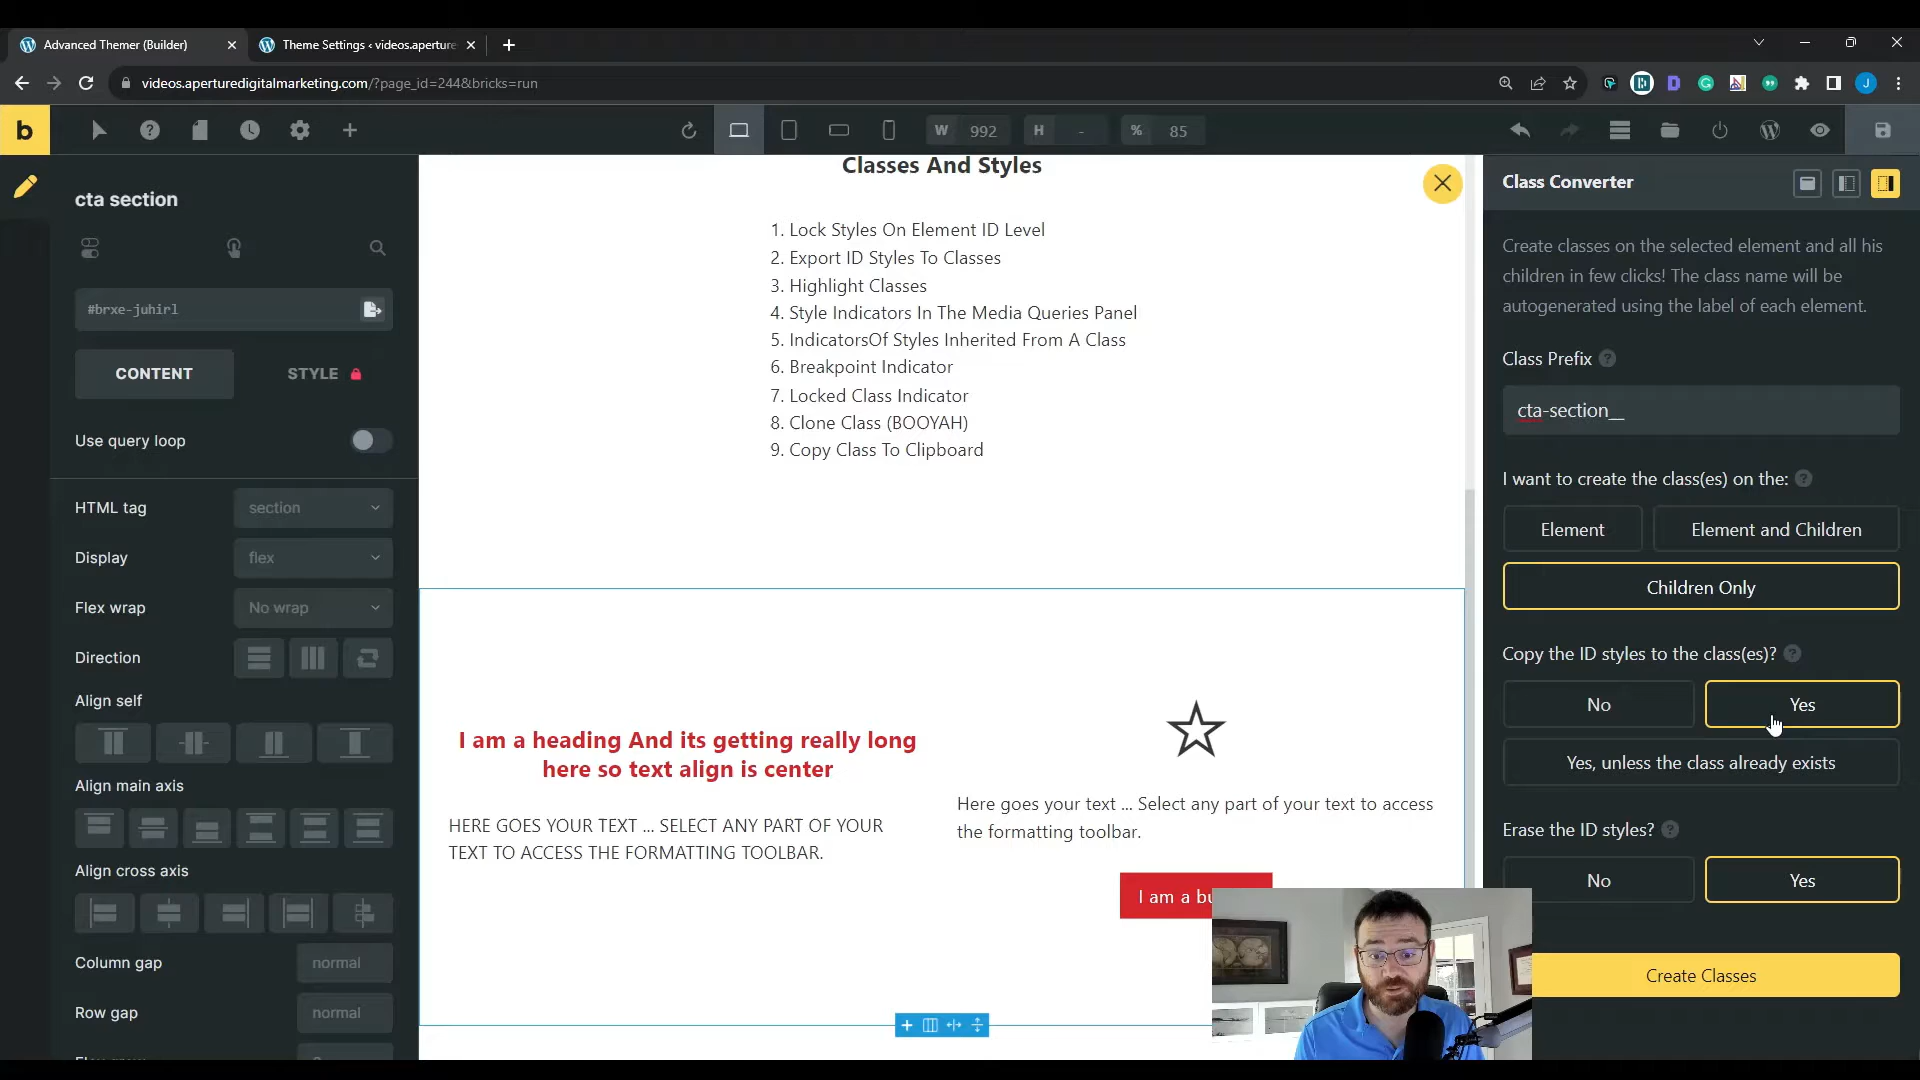 Advanced Themer (Builder)
Theme Settings ‹ videos.aperture
videos.aperturedigitalmarketing.com/?page_id=244&bricks=run
J
b
W 992
H -
% 85
cta section
#brxe-juhirl
CONTENT
STYLE
Use query loop
HTML tag
section
Display
flex
Flex wrap
No wrap
Direction
Align self
Align main axis
Align cross axis
Column gap
normal
Row gap
normal
Classes And Styles
1. Lock Styles On Element ID Level
2. Export ID Styles To Classes
3. Highlight Classes
4. Style Indicators In The Media Queries Panel
5. IndicatorsOf Styles Inherited From A Class
6. Breakpoint Indicator
7. Locked Class Indicator
8. Clone Class (BOOYAH)
9. Copy Class To Clipboard
I am a heading And its getting really long
here so text align is center
HERE GOES YOUR TEXT ... SELECT ANY PART OF YOUR
TEXT TO ACCESS THE FORMATTING TOOLBAR.
Here goes your text ... Select any part of your text to access
the formatting toolbar.
I am a bu
Class Converter
Create classes on the selected element and all his
children in few clicks! The class name will be
autogenerated using the label of each element.
Class Prefix ?
cta-section__
I want to create the class(es) on the: ?
Element
Element and Children
Children Only
Copy the ID styles to the class(es)? ?
No
Yes
Yes, unless the class already exists
Erase the ID styles? ?
No
Yes
Create Classes